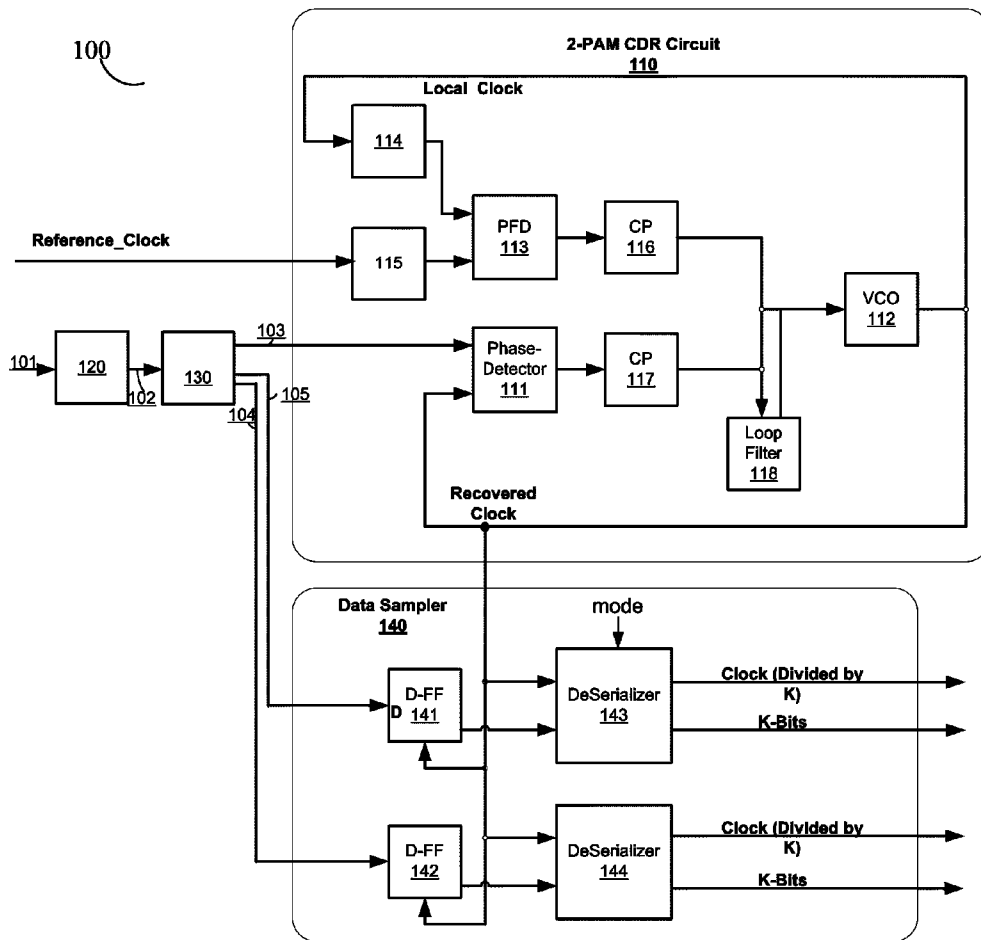 100
2-PAM CDR Circuit
110
Local_Clock
114
Reference_Clock
115
PFD
113
CP
116
VCO
112
101
120
102
130
103
104
105
Phase-
Detector
111
CP
117
Loop
Filter
118
Recovered
Clock
Data Sampler
140
mode
D-FF
D 141
DeSerializer
143
Clock (Divided by
K)
K-Bits
D-FF
142
DeSerializer
144
Clock (Divided by
K)
K-Bits